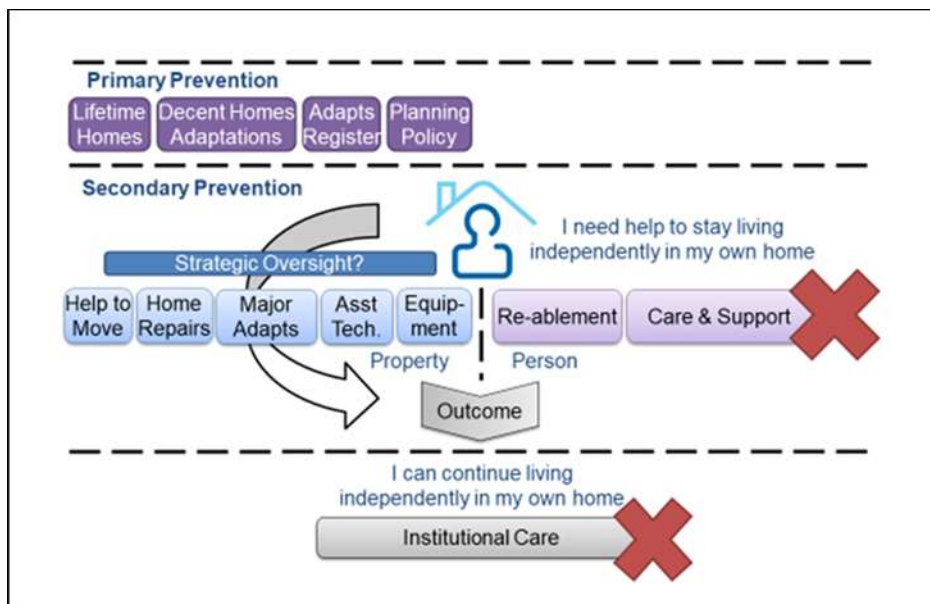 Primary Prevention
Lifetime
Homes
Decent Homes
Adaptations
Adapts
Register
Planning
Policy
Secondary Prevention
I need help to stay living
independently in my own home
Strategic Oversight?
Help to
Move
Home
Repairs
Major
Adapts
Asst
Tech.
Equip-
ment
Re-ablement
Care & Support
Property
Person
Outcome
I can continue living
independently in my own home
Institutional Care